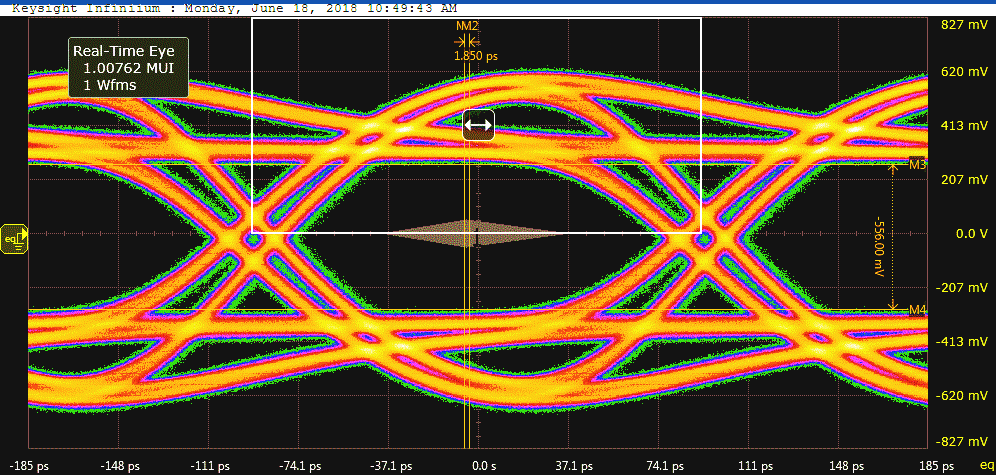 Keysight Infiniium : Monday, June 18, 2018 10:49:43 AM
NM2
827 mV
Real-Time Eye
1.00762 MUI
1 Wfms
1.850 ps
620 mV
413 mV
M3
207 mV
eq
0.0 V
-556.00 mV
-207 mV
M4
-413 mV
-620 mV
-827 mV
-185 ps -148 ps -111 ps -74.1 ps -37.1 ps 0.0 s 37.1 ps 74.1 ps 111 ps 148 ps 185 ps eq